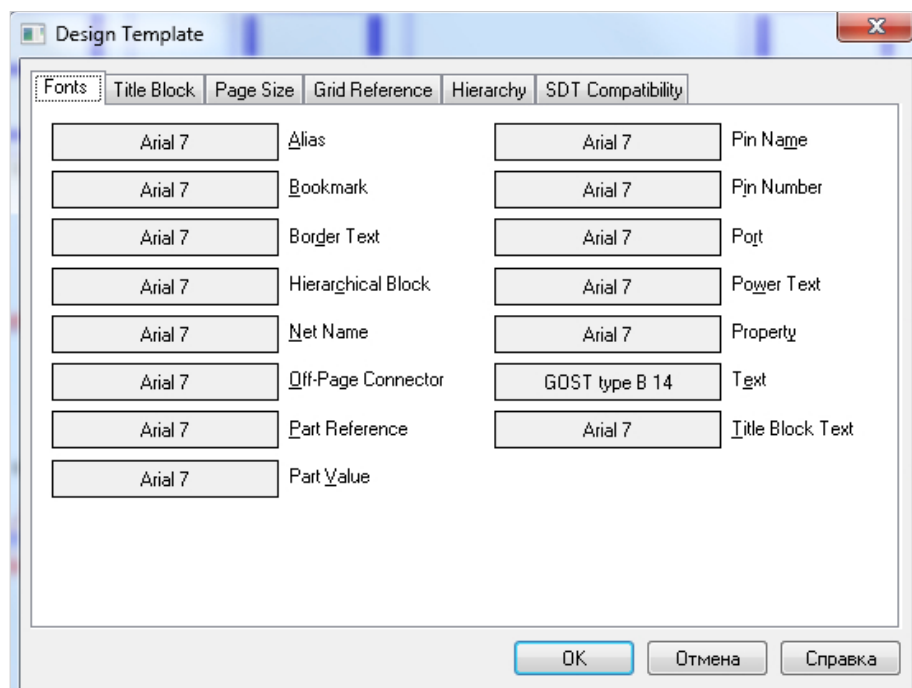 Design Template
Fonts Title Block Page Size Grid Reference Hierarchy SDT Compatibility
Arial 7 Alias Arial 7 Pin Name
Arial 7 Bookmark Arial 7 Pin Number
Arial 7 Border Text Arial 7 Port
Arial 7 Hierarchical Block Arial 7 Power Text
Arial 7 Net Name Arial 7 Property
Arial 7 Off-Page Connector GOST type B 14 Text
Arial 7 Part Reference Arial 7 Title Block Text
Arial 7 Part Value
OK Отмена Справка